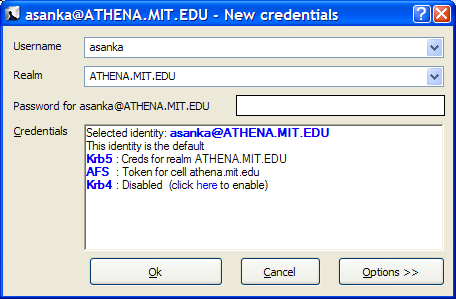 asanka@ATHENA.MIT.EDU - New credentials
Username asanka
Realm ATHENA.MIT.EDU
Password for asanka@ATHENA.MIT.EDU
Credentials
Selected identity: asanka@ATHENA.MIT.EDU
This identity is the default
Krb5 : Creds for realm ATHENA.MIT.EDU
AFS : Token for cell athena.mit.edu
Krb4 : Disabled (click here to enable)
Ok Cancel Options >>